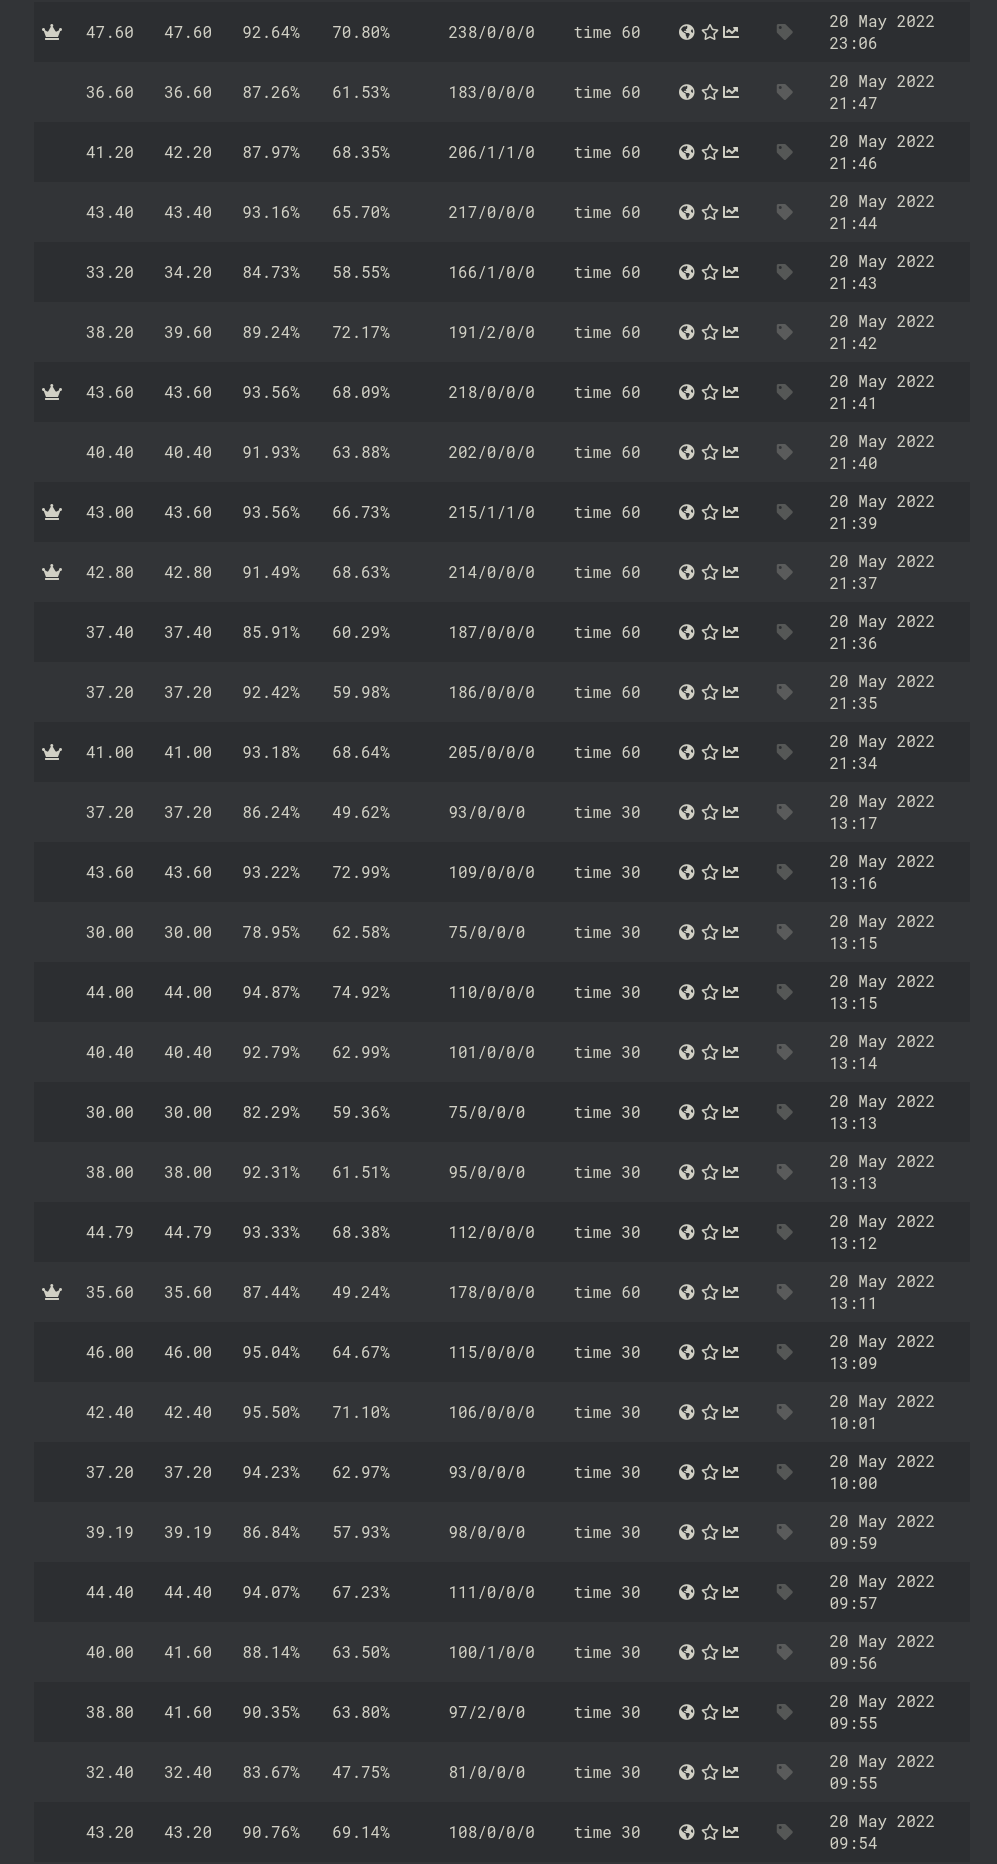 47.60 47.60 92.64% 70.80% 238/0/0/0 time 60 20 May 2022
23:06
36.60 36.60 87.26% 61.53% 183/0/0/0 time 60 20 May 2022
21:47
41.20 42.20 87.97% 68.35% 206/1/1/0 time 60 20 May 2022
21:46
43.40 43.40 93.16% 65.70% 217/0/0/0 time 60 20 May 2022
21:44
33.20 34.20 84.73% 58.55% 166/1/0/0 time 60 20 May 2022
21:43
38.20 39.60 89.24% 72.17% 191/2/0/0 time 60 20 May 2022
21:42
43.60 43.60 93.56% 68.09% 218/0/0/0 time 60 20 May 2022
21:41
40.40 40.40 91.93% 63.88% 202/0/0/0 time 60 20 May 2022
21:40
43.00 43.60 93.56% 66.73% 215/1/1/0 time 60 20 May 2022
21:39
42.80 42.80 91.49% 68.63% 214/0/0/0 time 60 20 May 2022
21:37
37.40 37.40 85.91% 60.29% 187/0/0/0 time 60 20 May 2022
21:36
37.20 37.20 92.42% 59.98% 186/0/0/0 time 60 20 May 2022
21:35
41.00 41.00 93.18% 68.64% 205/0/0/0 time 60 20 May 2022
21:34
37.20 37.20 86.24% 49.62% 93/0/0/0 time 30 20 May 2022
13:17
43.60 43.60 93.22% 72.99% 109/0/0/0 time 30 20 May 2022
13:16
30.00 30.00 78.95% 62.58% 75/0/0/0 time 30 20 May 2022
13:15
44.00 44.00 94.87% 74.92% 110/0/0/0 time 30 20 May 2022
13:15
40.40 40.40 92.79% 62.99% 101/0/0/0 time 30 20 May 2022
13:14
30.00 30.00 82.29% 59.36% 75/0/0/0 time 30 20 May 2022
13:13
38.00 38.00 92.31% 61.51% 95/0/0/0 time 30 20 May 2022
13:13
44.79 44.79 93.33% 68.38% 112/0/0/0 time 30 20 May 2022
13:12
35.60 35.60 87.44% 49.24% 178/0/0/0 time 60 20 May 2022
13:11
46.00 46.00 95.04% 64.67% 115/0/0/0 time 30 20 May 2022
13:09
42.40 42.40 95.50% 71.10% 106/0/0/0 time 30 20 May 2022
10:01
37.20 37.20 94.23% 62.97% 93/0/0/0 time 30 20 May 2022
10:00
39.19 39.19 86.84% 57.93% 98/0/0/0 time 30 20 May 2022
09:59
44.40 44.40 94.07% 67.23% 111/0/0/0 time 30 20 May 2022
09:57
40.00 41.60 88.14% 63.50% 100/1/0/0 time 30 20 May 2022
09:56
38.80 41.60 90.35% 63.80% 97/2/0/0 time 30 20 May 2022
09:55
32.40 32.40 83.67% 47.75% 81/0/0/0 time 30 20 May 2022
09:55
43.20 43.20 90.76% 69.14% 108/0/0/0 time 30 20 May 2022
09:54